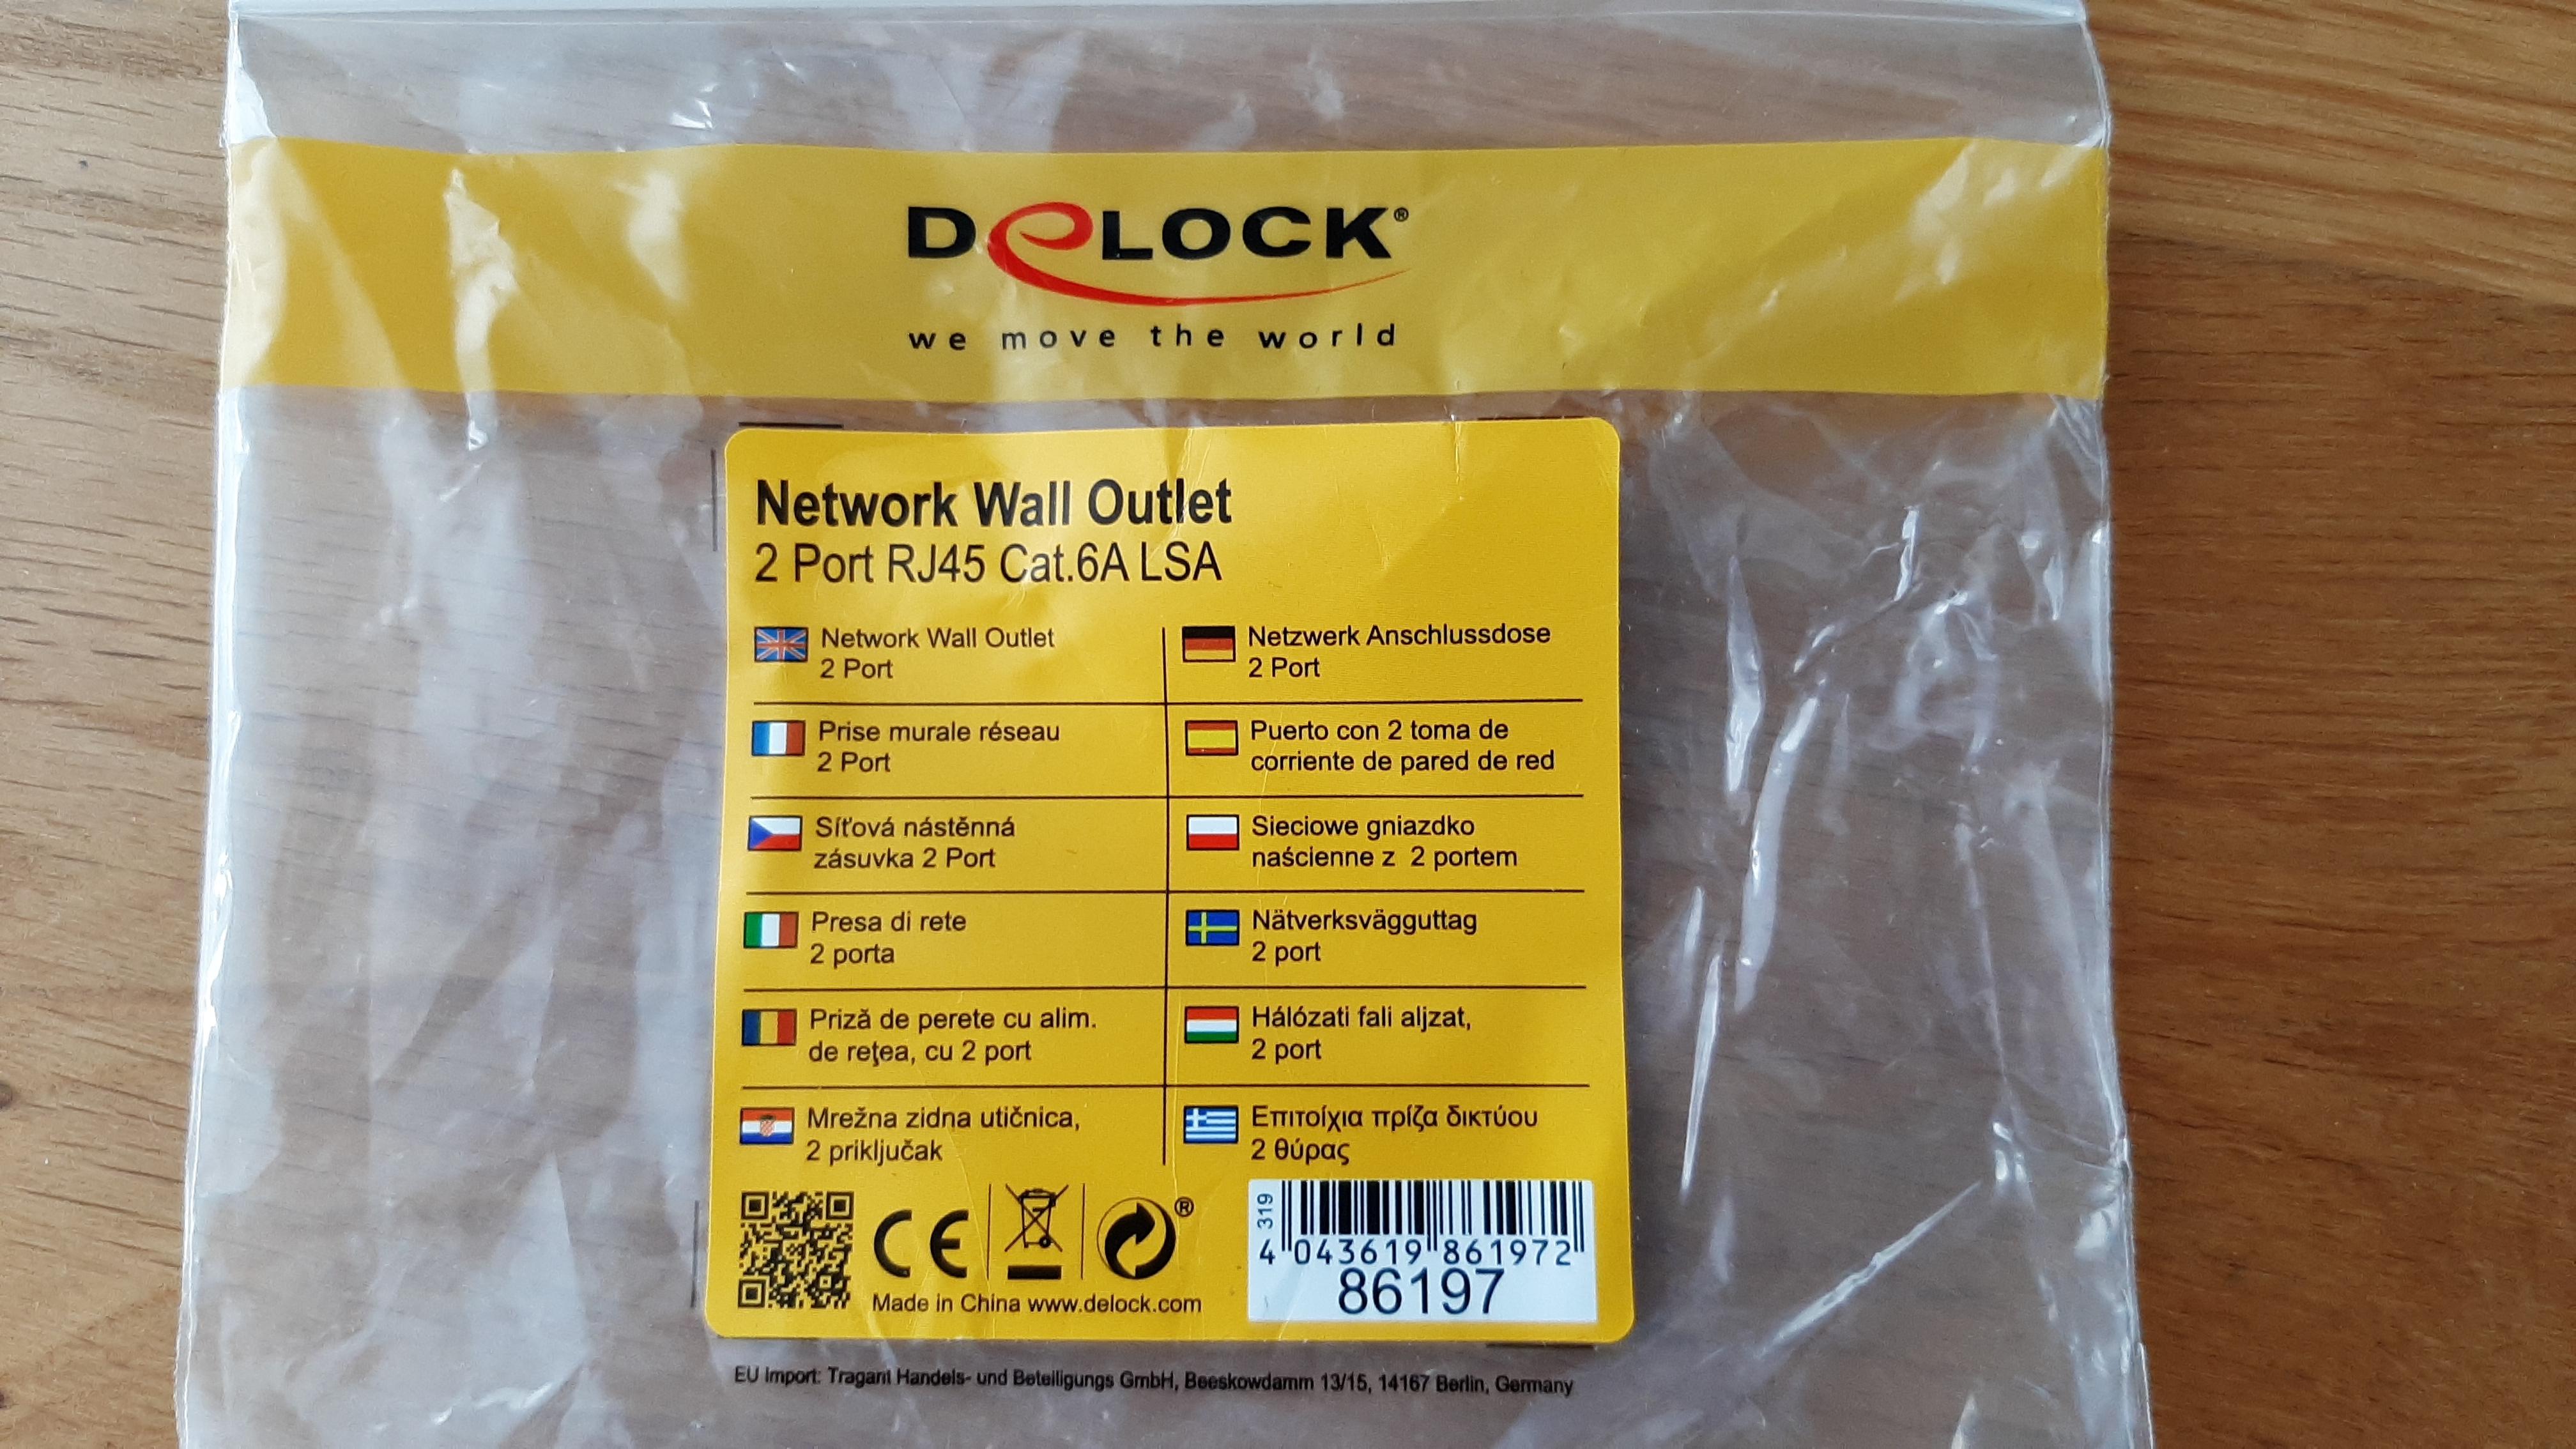 DeLOCK®
we move the world
Network Wall Outlet
2 Port RJ45 Cat.6A LSA
Network Wall Outlet
2 Port
Netzwerk Anschlussdose
2 Port
Prise murale réseau
2 Port
Puerto con 2 toma de
corriente de pared de red
Síťová nástěnná
zásuvka 2 Port
Sieciowe gniazdko
naścienne z 2 portem
Presa di rete
2 porta
Nätverksvägguttag
2 port
Priză de perete cu alim.
de reţea, cu 2 port
Hálózati fali aljzat,
2 port
Mrežna zidna utičnica,
2 priključak
Επιτοίχια πρίζα δικτύου
2 θύρας
CE
®
Made in China www.delock.com
319
4 043619 861972
86197
EU Import: Tragant Handels- und Beteiligungs GmbH, Beeskowdamm 13/15, 14167 Berlin, Germany